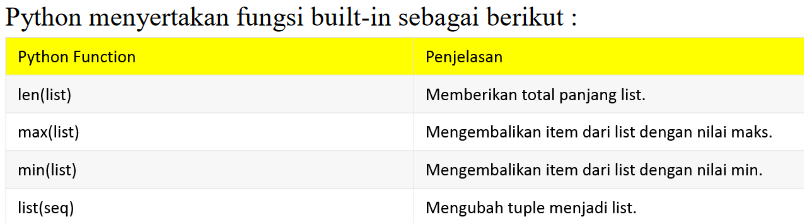 Python menyertakan fungsi built-in sebagai berikut :
Python Function Penjelasan
len(list) Memberikan total panjang list.
max(list) Mengembalikan item dari list dengan nilai maks.
min(list) Mengembalikan item dari list dengan nilai min.
list(seq) Mengubah tuple menjadi list.